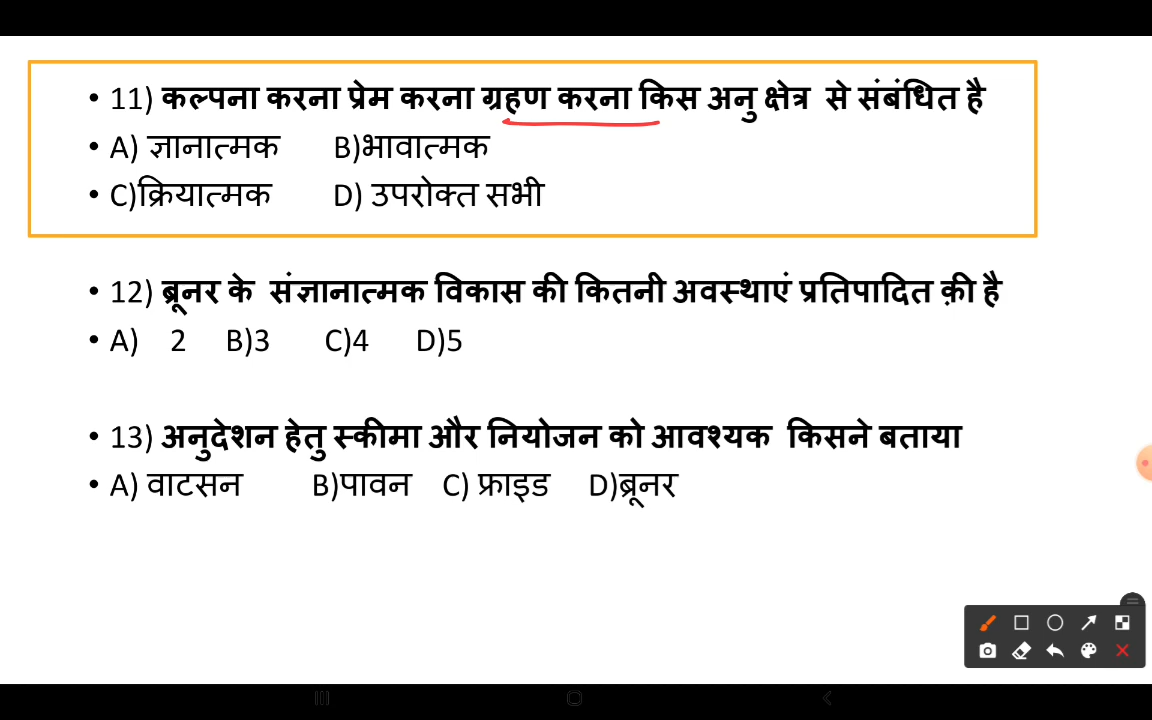 • 11) कल्पना करना प्रेम करना ग्रहण करना किस अनु क्षेत्र से संबंधित है
• A) ज्ञानात्मक B)भावात्मक
• C)क्रियात्मक D) उपरोक्त सभी
• 12) ब्रूनर के संज्ञानात्मक विकास की कितनी अवस्थाएं प्रतिपादित क़ी है
• A) 2 B)3 C)4 D)5
• 13) अनुदेशन हेतु स्कीमा और नियोजन को आवश्यक किसने बताया
• A) वाटसन B)पावन C) फ्राइड D)ब्रूनर